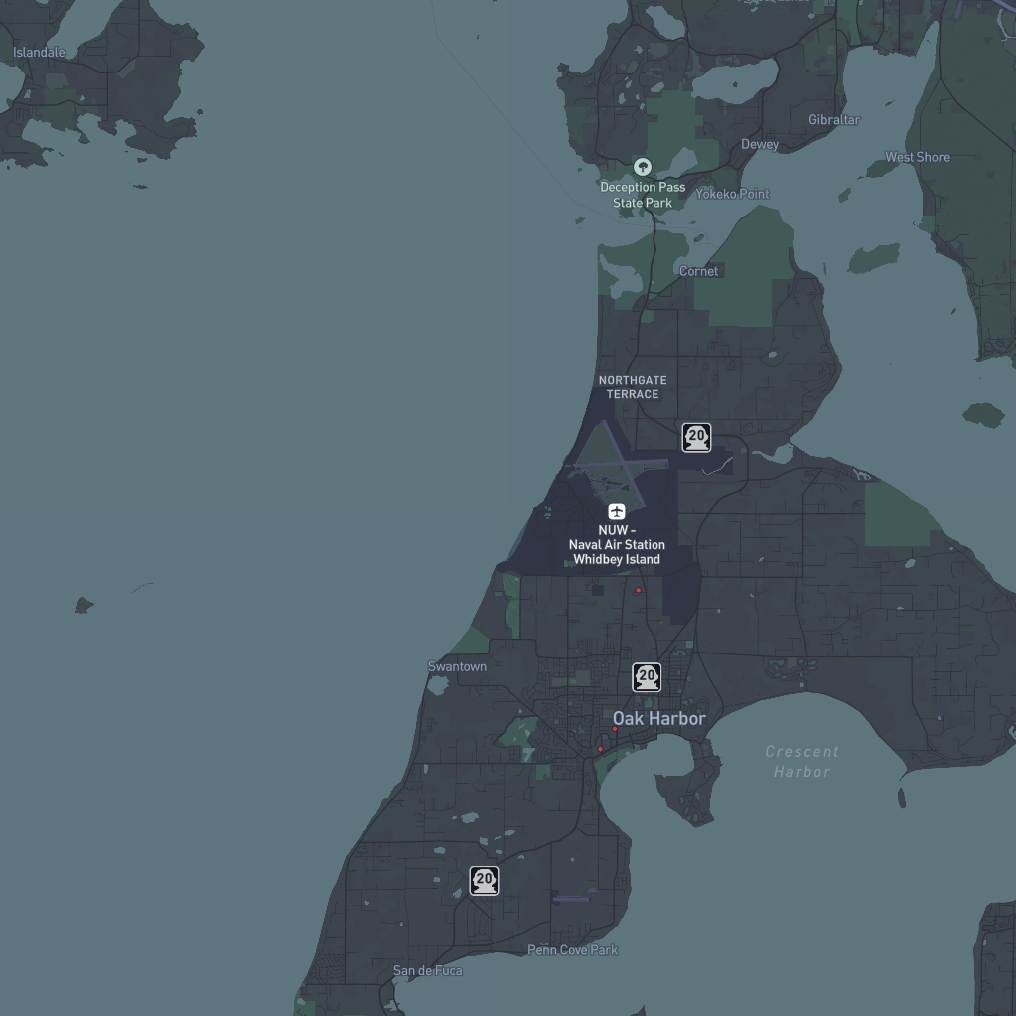 Islandale
Gibraltar
Dewey
West Shore
Deception Pass
State Park
Yokeko Point
Cornet
NORTHGATE
TERRACE
20
NUW -
Naval Air Station
Whidbey Island
Swantown
20
Oak Harbor
Crescent
Harbor
20
Penn Cove Park
San de Fuca